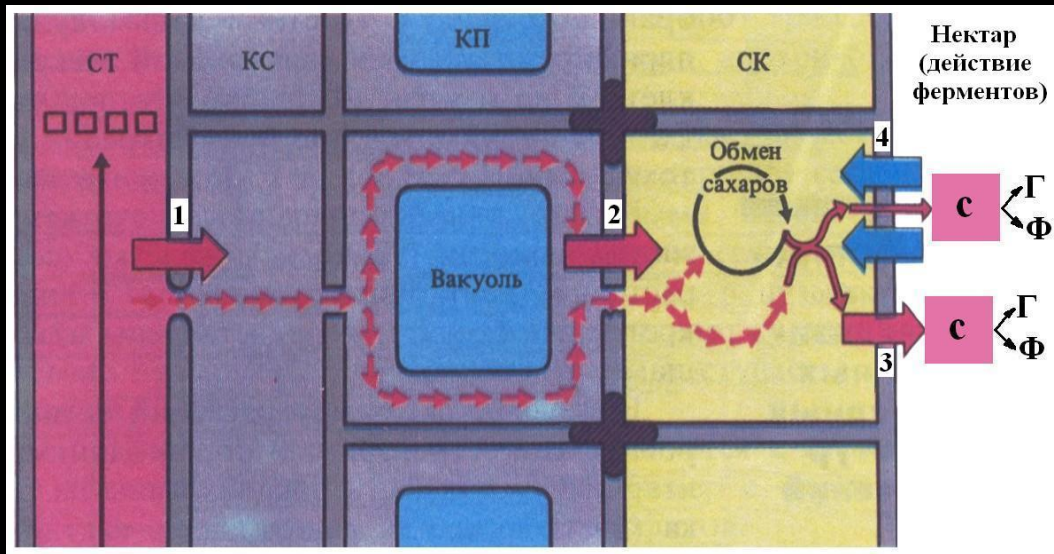 СТ
КС
КП
СК
Нектар
(действие
ферментов)
1
2
Обмен
сахаров
4
Вакуоль
с
Г
Ф
3
с
Г
Ф